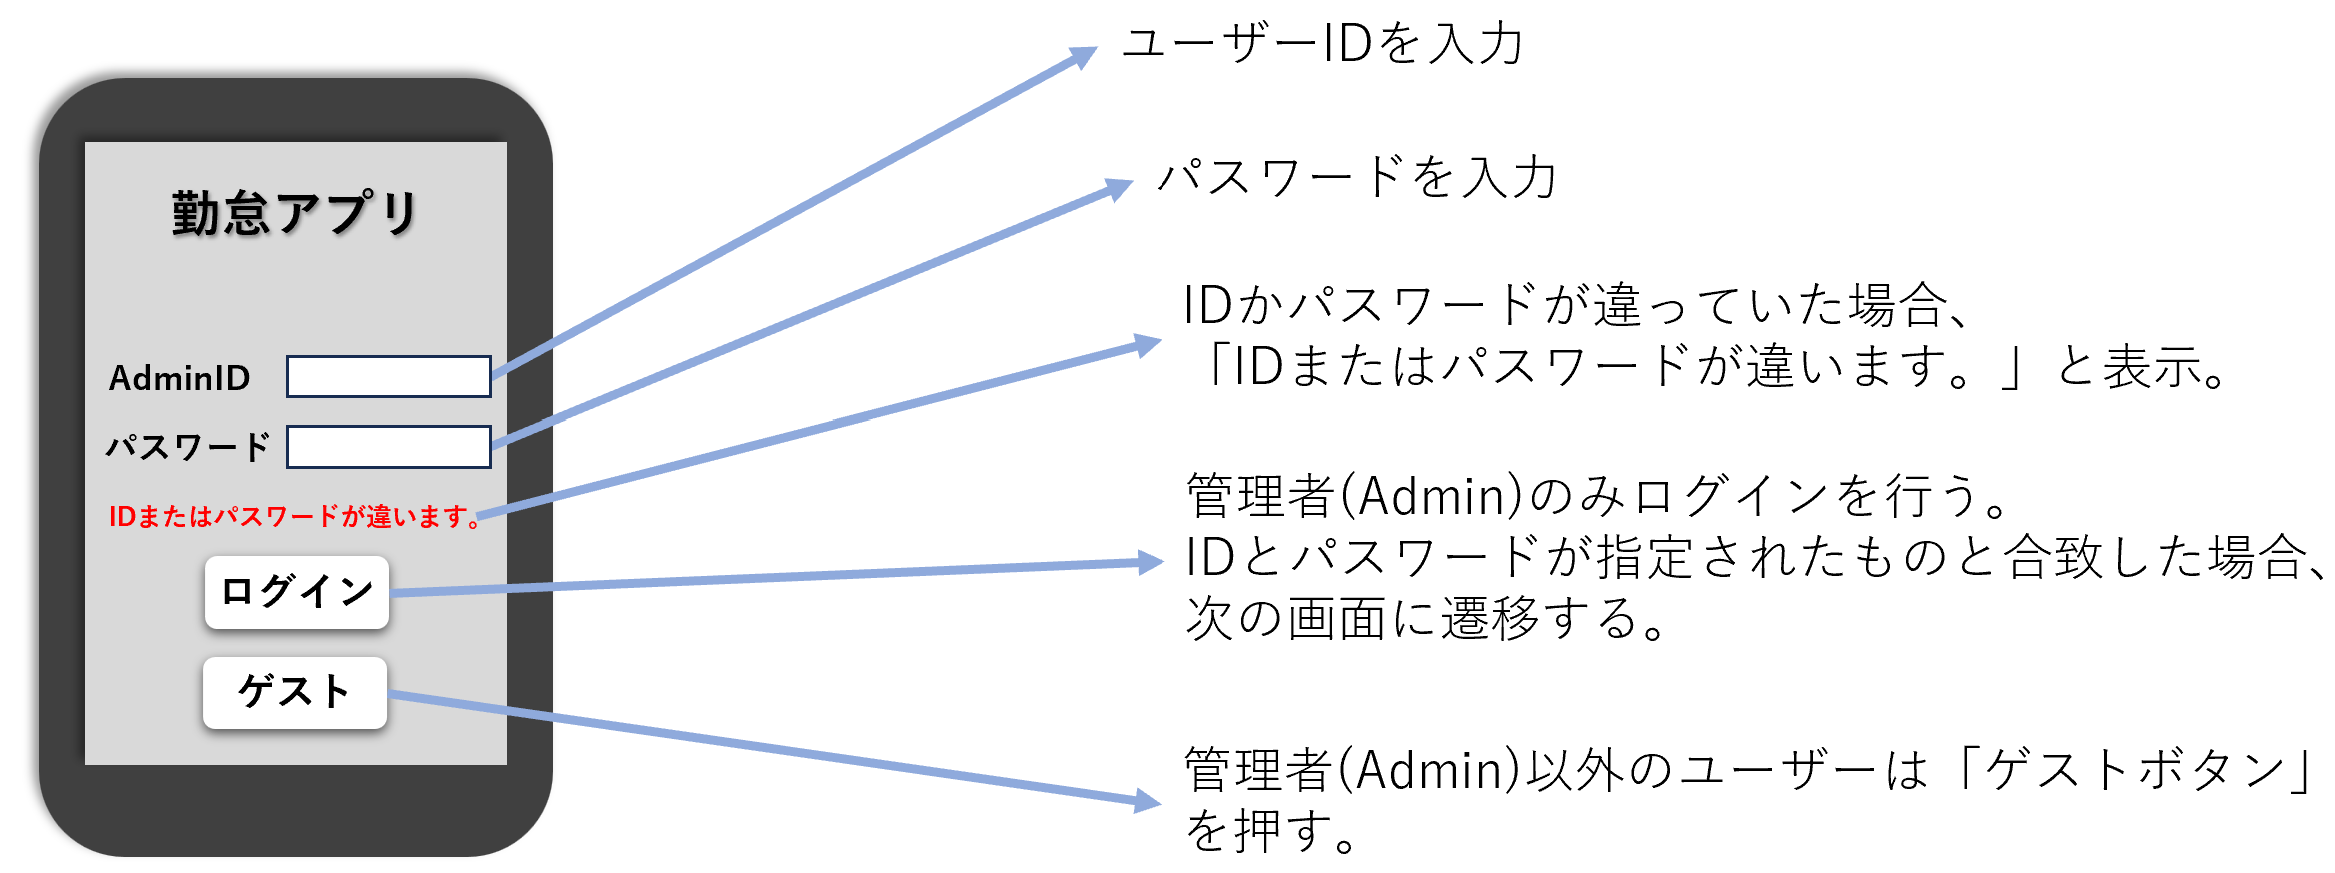 勤怠アプリ
AdminID
パスワード
IDまたはパスワードが違います。
ログイン
ゲスト
ユーザーIDを入力
パスワードを入力
IDかパスワードが違っていた場合、
「IDまたはパスワードが違います。」と表示。
管理者(Admin)のみログインを行う。
IDとパスワードが指定されたものと合致した場合、
次の画面に遷移する。
管理者(Admin)以外のユーザーは「ゲストボタン」
を押す。